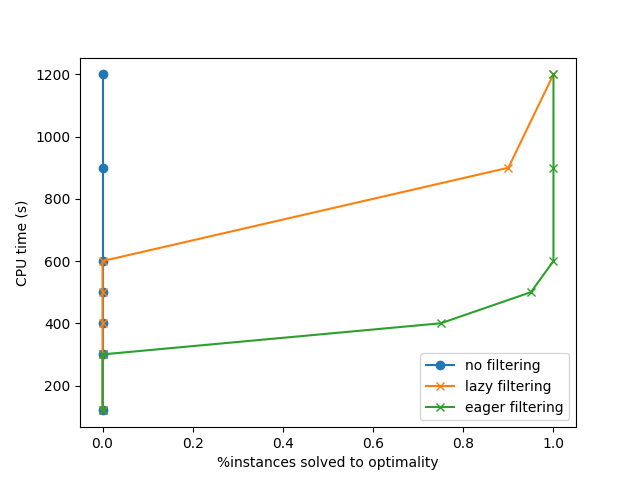 1200
1000
800
600
400
200
CPU time (s)
0.0 0.2 0.4 0.6 0.8 1.0
%instances solved to optimality
no filtering
lazy filtering
eager filtering